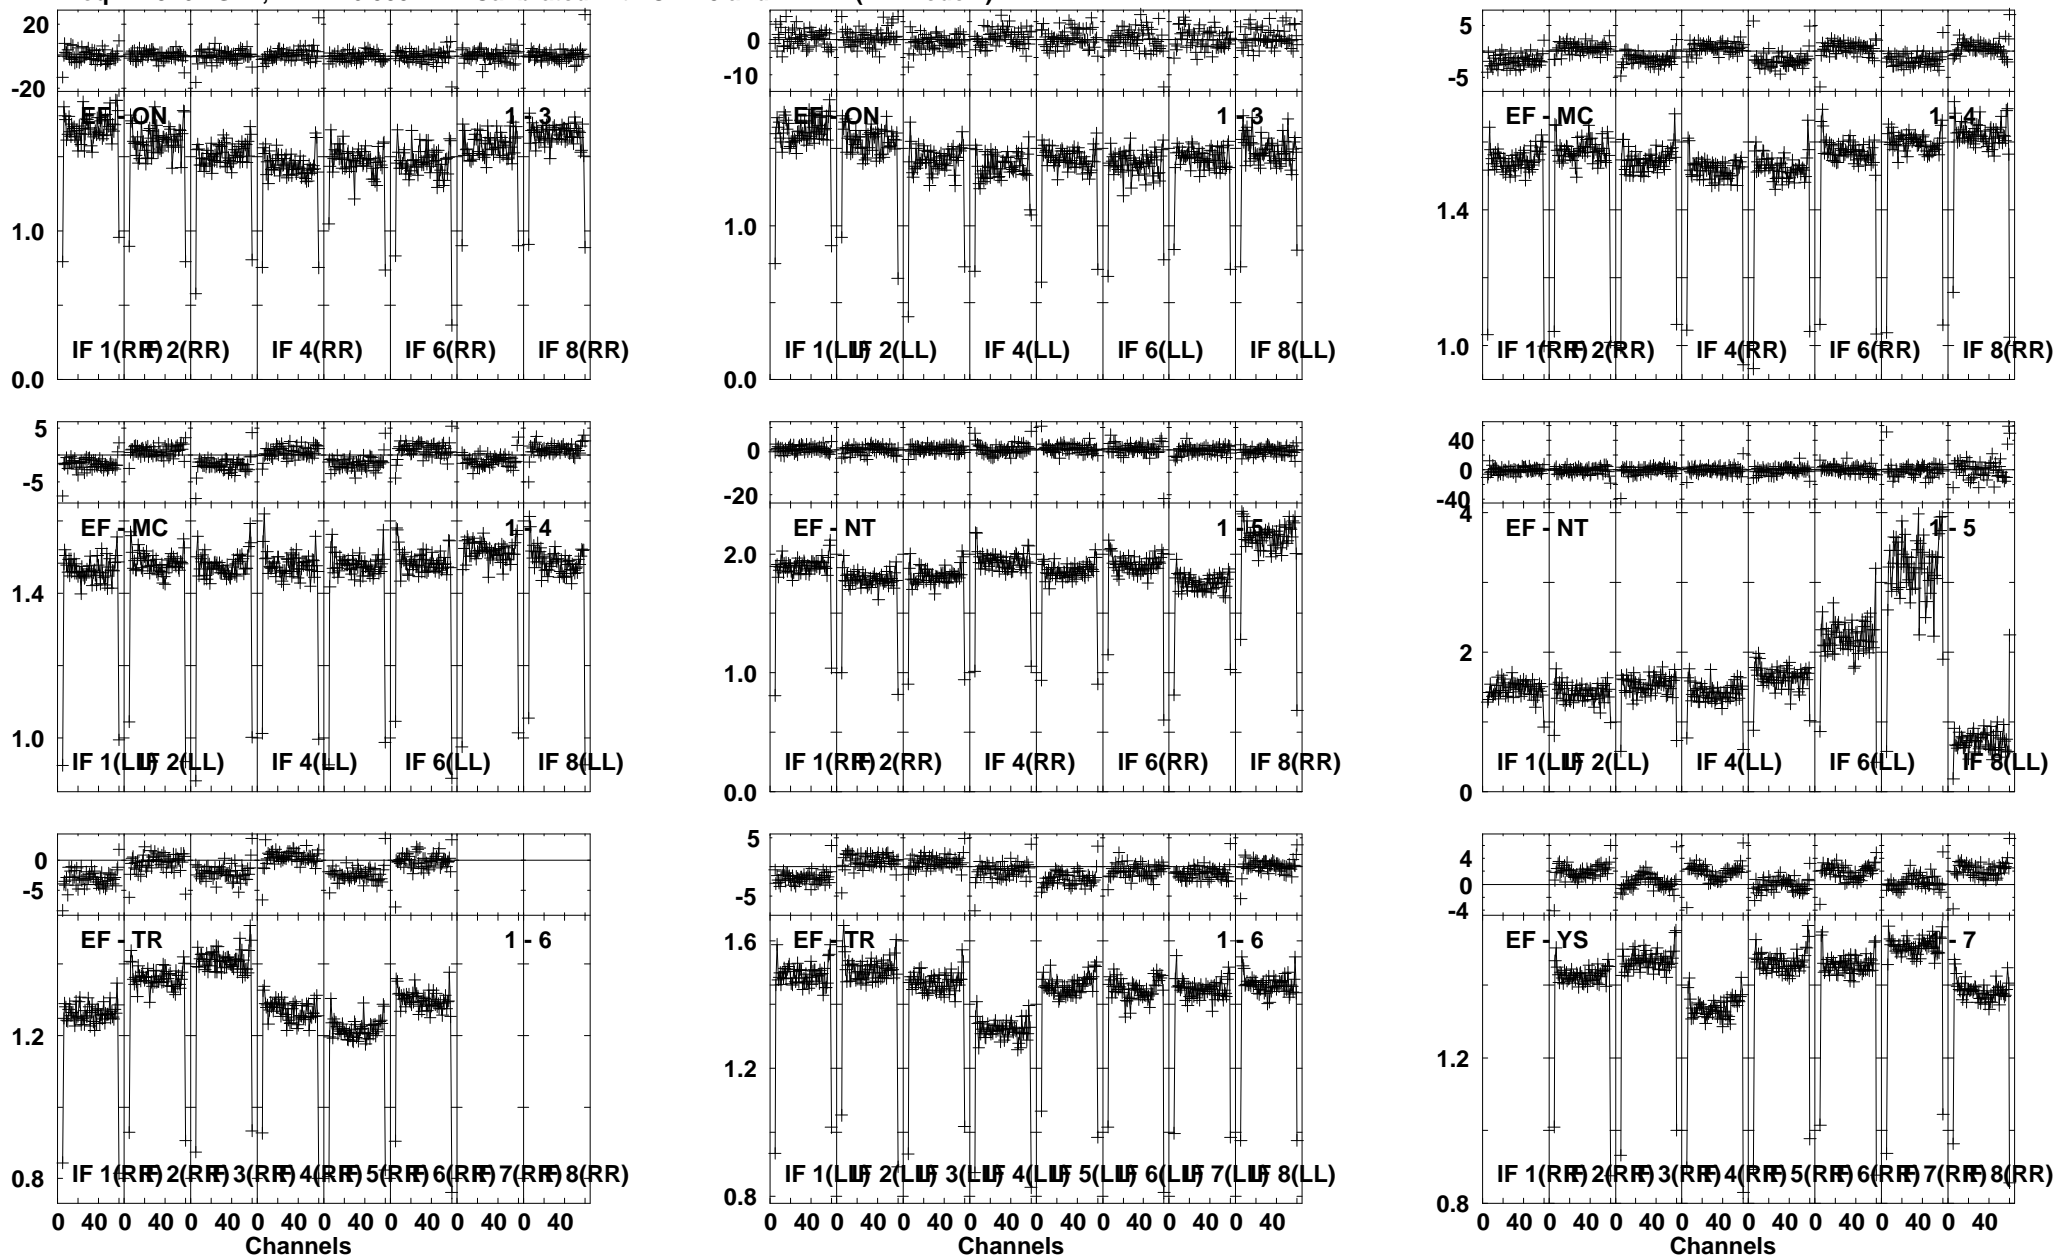 20
0
-20
EF - ON
1 - 3
1.0
0.0
IF 1(RR) IF 2(RR) IF 4(RR) IF 6(RR) IF 8(RR)
0
-10
EF - ON
1 - 3
1.0
0.0
IF 1(LL) IF 2(LL) IF 4(LL) IF 6(LL) IF 8(LL)
5
-5
EF - MC
1 - 4
1.4
1.0
IF 1(RR) IF 2(RR) IF 4(RR) IF 6(RR) IF 8(RR)
5
-5
EF - MC
1 - 4
1.4
1.0
IF 1(LL) IF 2(LL) IF 4(LL) IF 6(LL) IF 8(LL)
0
-20
EF - NT
1 - 5
2.0
1.0
0.0
IF 1(RR) IF 2(RR) IF 4(RR) IF 6(RR) IF 8(RR)
40
0
-40
4
EF - NT
1 - 5
2
0
IF 1(LL) IF 2(LL) IF 4(LL) IF 6(LL) IF 8(LL)
0
-5
EF - TR
1 - 6
1.2
0.8
IF 1(RR) IF 2(RR) IF 3(RR) IF 4(RR) IF 5(RR) IF 6(RR) IF 7(RR) IF 8(RR)
0 40 0 40 0 40 0 40 0 40 0 40 0 40 0 40
Channels
5
-5
EF - TR
1 - 6
1.6
1.2
0.8
IF 1(LL) IF 2(LL) IF 3(LL) IF 4(LL) IF 5(LL) IF 6(LL) IF 7(LL) IF 8(LL)
0 40 0 40 0 40 0 40 0 40 0 40 0 40 0 40
Channels
4
0
-4
EF - YS
1 - 7
1.2
0.8
IF 1(RR) IF 2(RR) IF 3(RR) IF 4(RR) IF 5(RR) IF 6(RR) IF 7(RR) IF 8(RR)
0 40 0 40 0 40 0 40 0 40 0 40 0 40 0 40
Channels